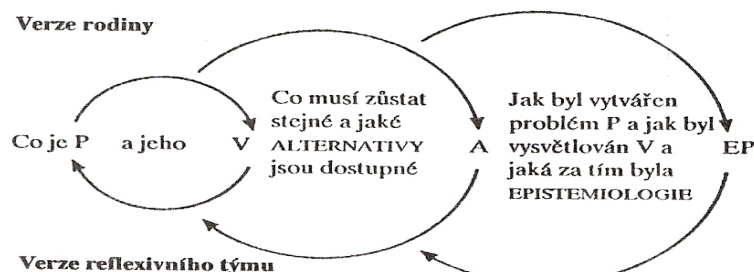 Verze rodiny
Co je P a jeho V
Co musí zůstat
stejné a jaké
ALTERNATIVY
jsou dostupné
A
Jak byl vytvářen
problém P a jak byl
vysvětlován V a
jaká za tím byla
EPISTEMIOLOGIE
EP
Verze reflexivního týmu